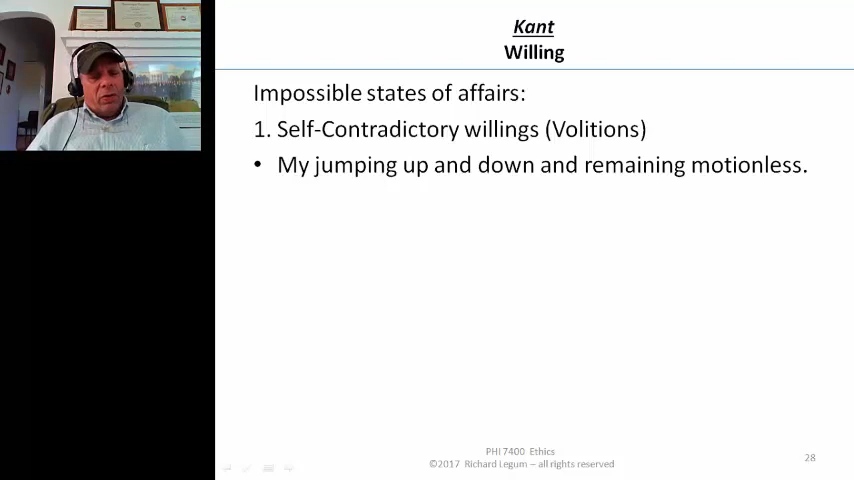 Kant
Willing
Impossible states of affairs:
1. Self-Contradictory willings (Volitions)
• My jumping up and down and remaining motionless.
PHI 7400 Ethics
©2017 Richard Legum – all rights reserved
28